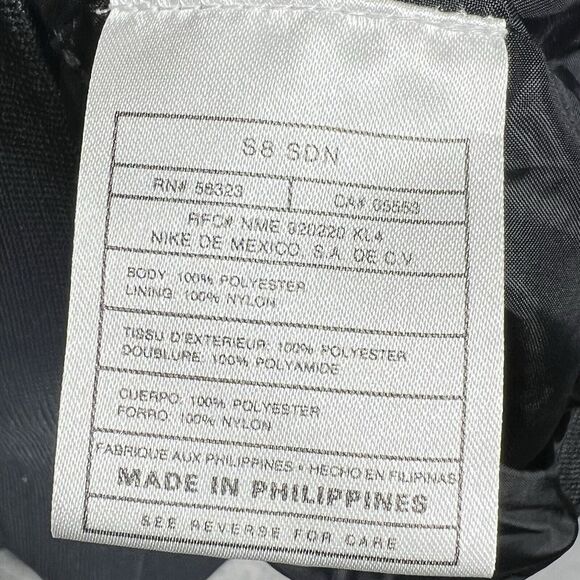 S8 SDN
RN# 56323 CA# 05553
RFC# NME 920220 KL4
NIKE DE MEXICO, S.A. DE C.V.
BODY: 100% POLYESTER
LINING: 100% NYLON
TISSU D'EXTERIEUR: 100% POLYESTER
DOUBLURE: 100% POLYAMIDE
CUERPO: 100% POLYESTER
FORRO: 100% NYLON
FABRIQUE AUX PHILIPPINES • HECHO EN FILIPINAS
MADE IN PHILIPPINES
SEE REVERSE FOR CARE